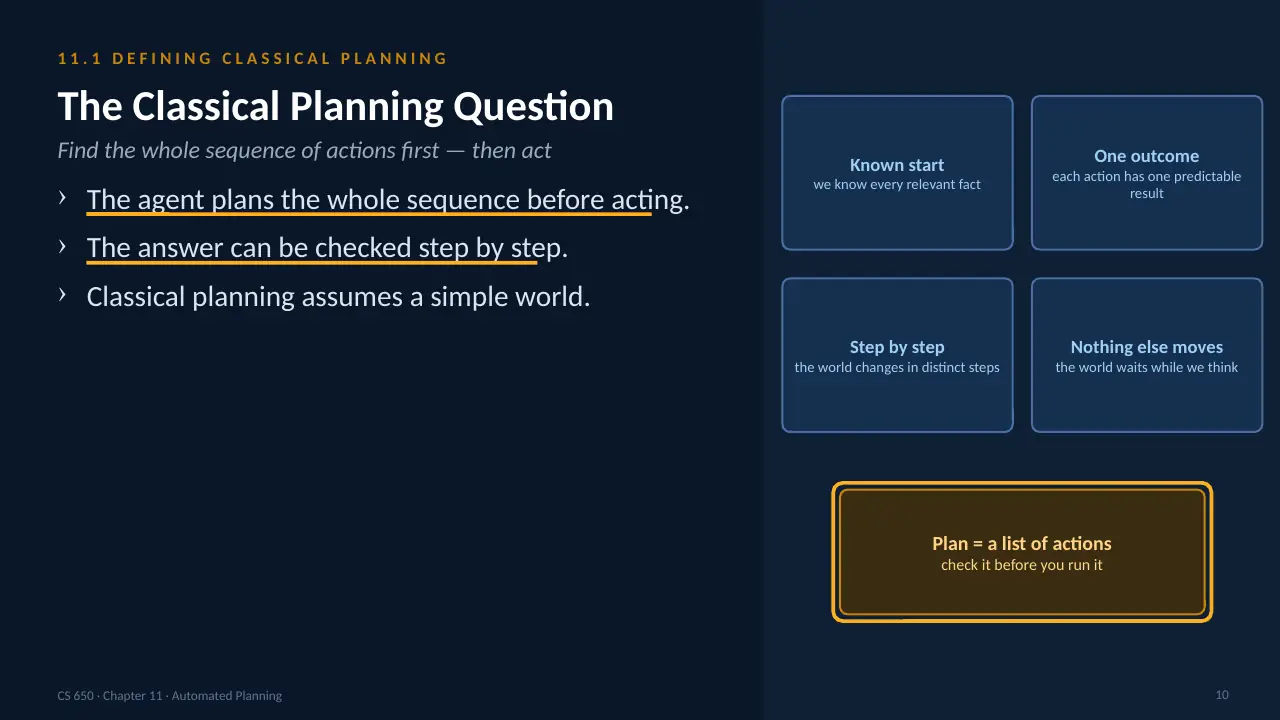 11.1 DEFINING CLASSICAL PLANNING
The Classical Planning Question
Find the whole sequence of actions first — then act
› The agent plans the whole sequence before acting.
› The answer can be checked step by step.
› Classical planning assumes a simple world.
Known start
we know every relevant fact
One outcome
each action has one predictable
result
Step by step
the world changes in distinct steps
Nothing else moves
the world waits while we think
Plan = a list of actions
check it before you run it
CS 650 · Chapter 11 · Automated Planning
10